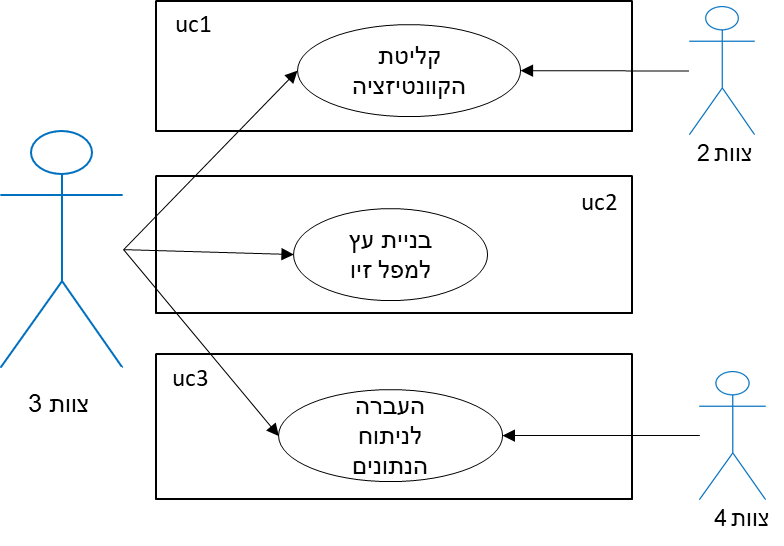 uc1
קליטת
הקוונטיזציה
צוות 2
uc2
בניית עץ
למפל זיו
צוות 3
uc3
העברה
לניתוח
הנתונים
צוות 4